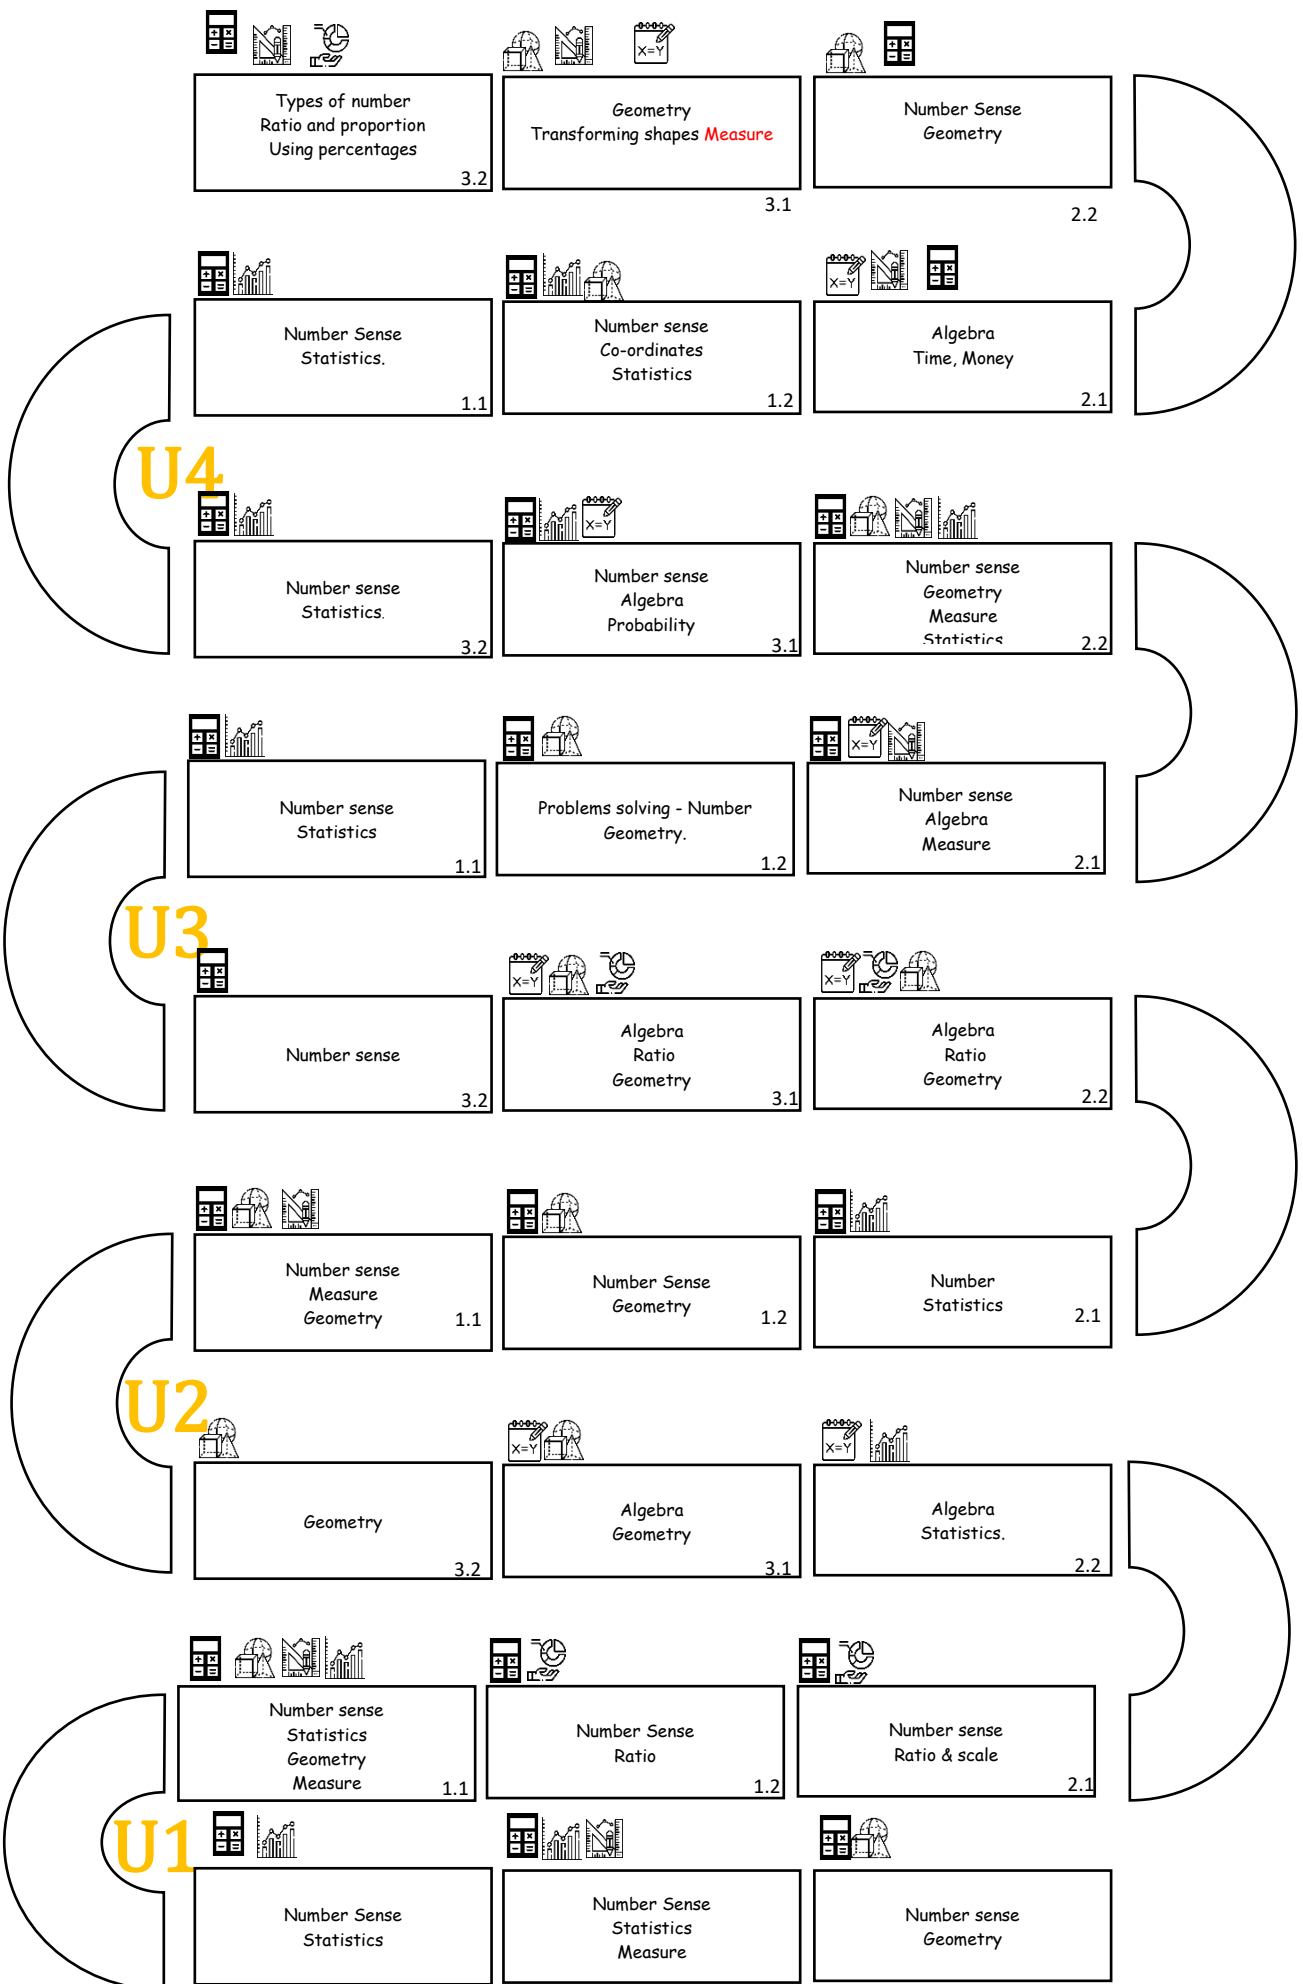 X=Y
Types of number
Ratio and proportion
Using percentages
3.2
Geometry
Transforming shapes Measure
3.1
Number Sense
Geometry
2.2
X=Y
Number Sense
Statistics.
1.1
Number sense
Co-ordinates
Statistics
1.2
Algebra
Time, Money
2.1
U4
X=Y
Number sense
Statistics.
3.2
Number sense
Algebra
Probability
3.1
Number sense
Geometry
Measure
Statistics
2.2
X=Y
Number sense
Statistics
1.1
Problems solving - Number
Geometry.
1.2
Number sense
Algebra
Measure
2.1
U3
X=Y
X=Y
Number sense
3.2
Algebra
Ratio
Geometry
3.1
Algebra
Ratio
Geometry
2.2
Number sense
Measure
Geometry
1.1
Number Sense
Geometry
1.2
Number
Statistics
2.1
U2
X=Y
X=Y
Geometry
3.2
Algebra
Geometry
3.1
Algebra
Statistics.
2.2
Number sense
Statistics
Geometry
Measure
1.1
Number Sense
Ratio
1.2
Number sense
Ratio & scale
2.1
U1
Number Sense
Statistics
Number Sense
Statistics
Measure
Number sense
Geometry